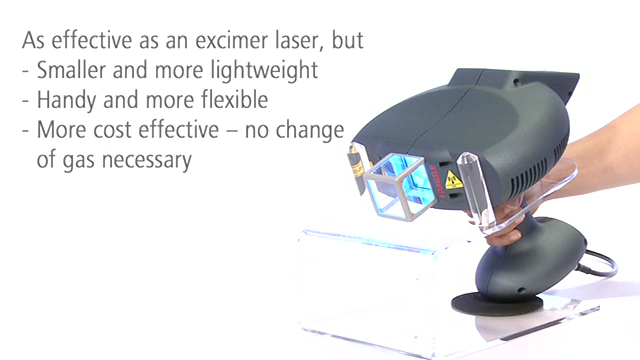 As effective as an excimer laser, but
- Smaller and more lightweight
- Handy and more flexible
- More cost effective – no change
of gas necessary